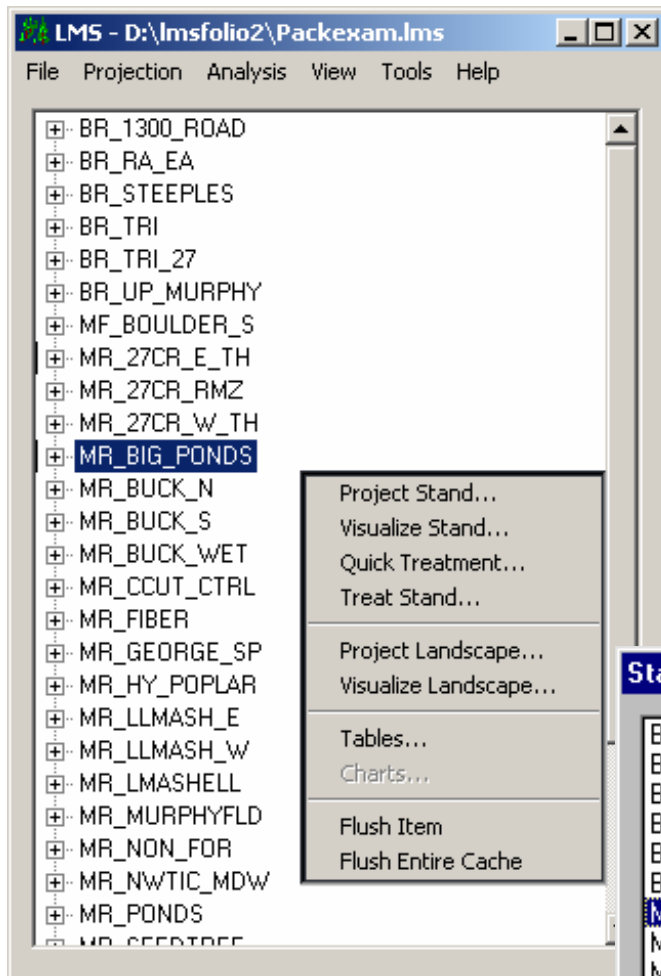 LMS - D:\lmsfolio2\Packexam.lms
File Projection Analysis View Tools Help
BR_1300_ROAD
BR_RA_EA
BR_STEEPLES
BR_TRI
BR_TRI_27
BR_UP_MURPHY
MF_BOULDER_S
MR_27CR_E_TH
MR_27CR_RMZ
MR_27CR_W_TH
MR_BIG_PONDS
MR_BUCK_N
MR_BUCK_S
MR_BUCK_WET
MR_CCUT_CTRL
MR_FIBER
MR_GEORGE_SP
MR_HY_POPLAR
MR_LLMASH_E
MR_LLMASH_W
MR_LMASHELL
MR_MURPHYFLD
MR_NON_FOR
MR_NWTIC_MDW
MR_PONDS
Project Stand...
Visualize Stand...
Quick Treatment...
Treat Stand...
Project Landscape...
Visualize Landscape...
Tables...
Charts...
Flush Item
Flush Entire Cache